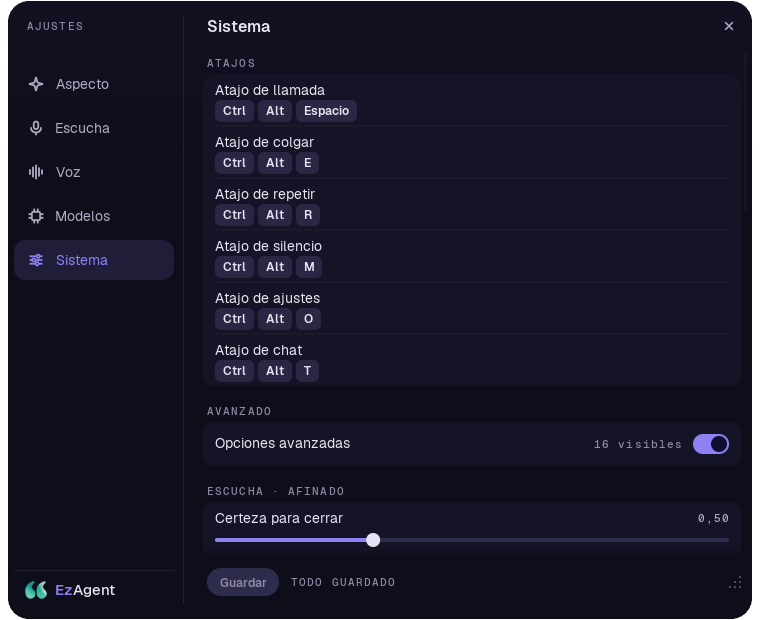 AJUSTES
Aspecto
Escucha
Voz
Modelos
Sistema
EzAgent
Sistema
×
ATAJOS
Atajo de llamada
Ctrl Alt Espacio
Atajo de colgar
Ctrl Alt E
Atajo de repetir
Ctrl Alt R
Atajo de silencio
Ctrl Alt M
Atajo de ajustes
Ctrl Alt O
Atajo de chat
Ctrl Alt T
AVANZADO
Opciones avanzadas 16 visibles
ESCUCHA · AFINADO
Certeza para cerrar 0,50
Guardar TODO GUARDADO